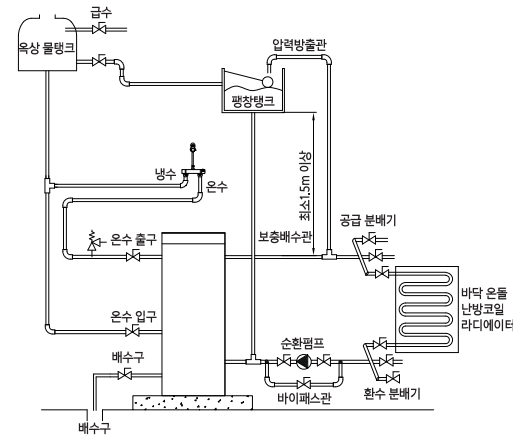 급수
옥상 물탱크
압력방출관
팽창탱크
냉수
온수
최소1.5m 이상
공급 분배기
온수 출구
보충배수관
바닥 온돌
난방코일
라디에이터
온수 입구
순환펌프
배수구
바이패스관
환수 분배기
배수구